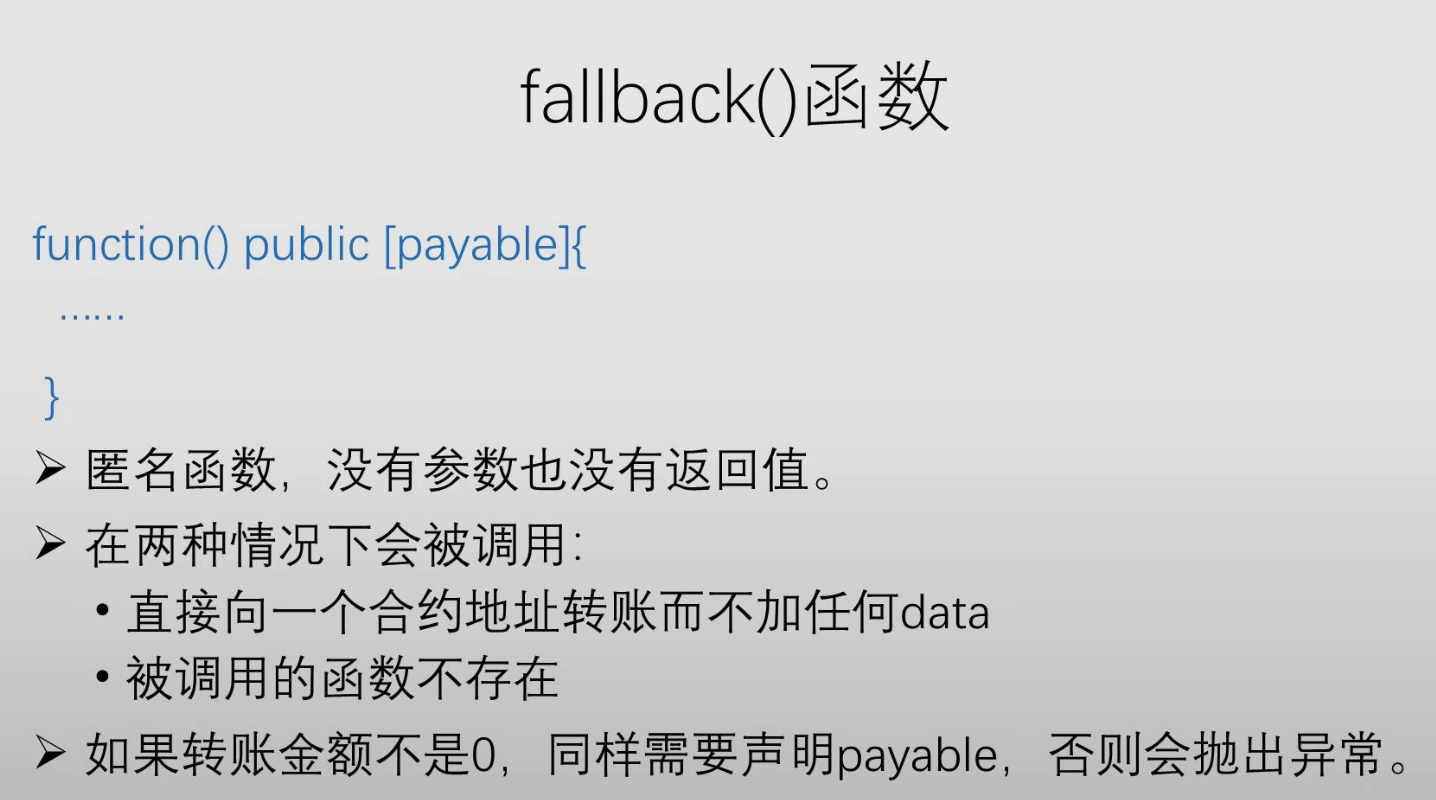 fallback()函数
function() public [payable]{
……
}
➢ 匿名函数，没有参数也没有返回值。
➢ 在两种情况下会被调用：
• 直接向一个合约地址转账而不加任何data
• 被调用的函数不存在
➢ 如果转账金额不是0，同样需要声明payable，否则会抛出异常。